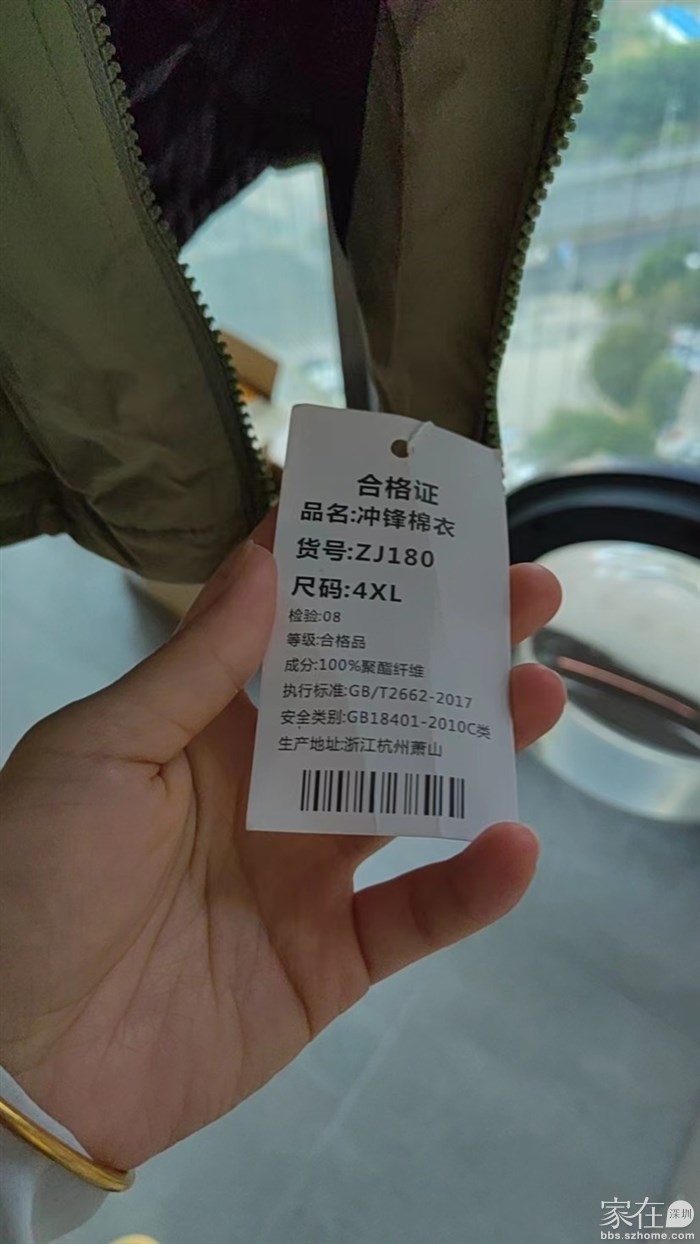 合格证
品名:冲锋棉衣
货号:ZJ180
尺码:4XL
检验:08
等级:合格品
成分:100%聚酯纤维
执行标准:GB/T2662-2017
安全类别:GB18401-2010C类
生产地址:浙江杭州萧山
家在深圳
bbs.szhome.com